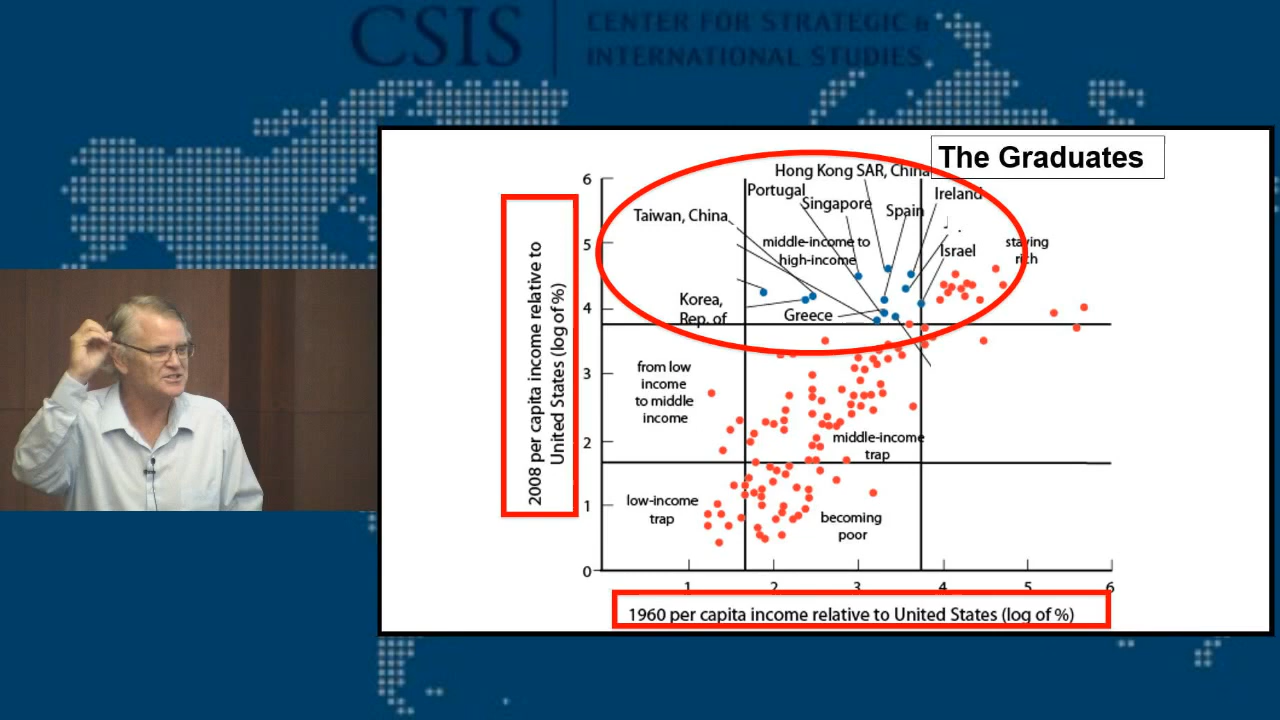 CSIS
CENTER FOR STRATEGIC &
INTERNATIONAL STUDIES
The Graduates
Hong Kong SAR, China
Portugal
Singapore
Ireland
Spain
Taiwan, China
middle-income to
high-income
Israel
staying
rich
Korea,
Rep. of
Greece
from low
income
to middle
income
middle-income
trap
low-income
trap
becoming
poor
6
5
4
3
2
1
0
1
2
3
4
5
6
2008 per capita income relative to
United States (log of %)
1960 per capita income relative to United States (log of %)